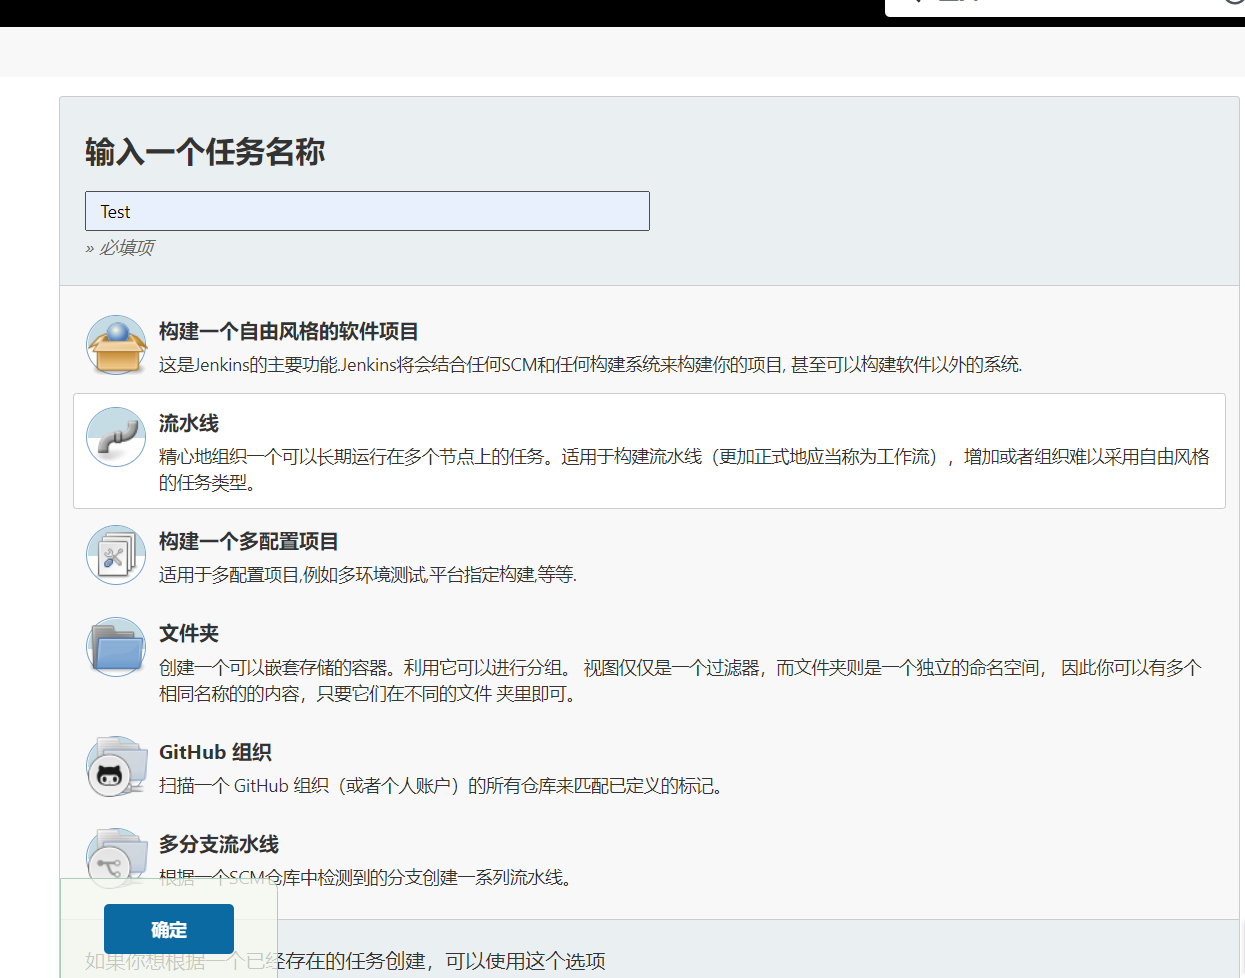 输入一个任务名称
Test
» 必填项
构建一个自由风格的软件项目
这是Jenkins的主要功能.Jenkins将会结合任何SCM和任何构建系统来构建你的项目, 甚至可以构建软件以外的系统.
流水线
精心地组织一个可以长期运行在多个节点上的任务。适用于构建流水线（更加正式地应当称为工作流），增加或者组织难以采用自由风格
的任务类型。
构建一个多配置项目
适用于多配置项目,例如多环境测试,平台指定构建,等等.
文件夹
创建一个可以嵌套存储的容器。利用它可以进行分组。 视图仅仅是一个过滤器，而文件夹则是一个独立的命名空间， 因此你可以有多个
相同名称的的内容，只要它们在不同的文件 夹里即可。
GitHub 组织
扫描一个 GitHub 组织（或者个人账户）的所有仓库来匹配已定义的标记。
多分支流水线
根据一个SCM仓库中检测到的分支创建一系列流水线。
确定
如果你想根据一个已经存在的任务创建，可以使用这个选项